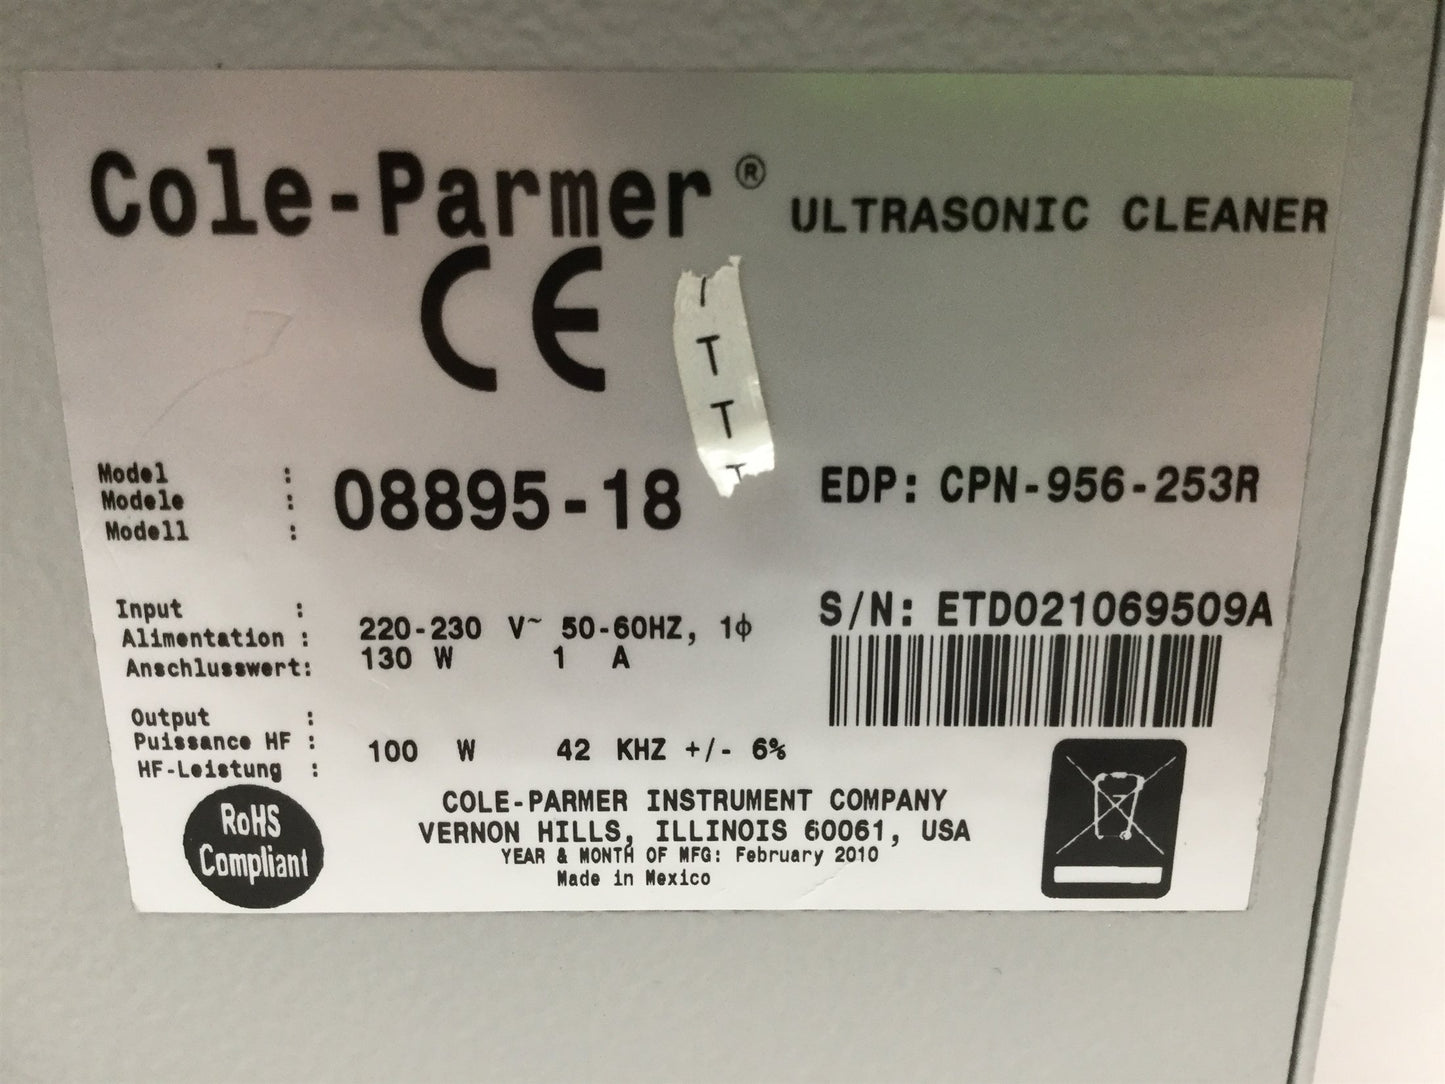 Cole-Parmer® ULTRASONIC CLEANER
CE
T
T
Model :
Modele :
Modell :
08895-18
EDP: CPN-956-253R
Input :
Alimentation :
Anschlusswert:
220-230 V~ 50-60HZ, 1ϕ
130 W 1 A
S/N: ETD021069509A
Output :
Puissance HF :
HF-Leistung :
100 W 42 KHZ +/- 6%
RoHS
Compliant
COLE-PARMER INSTRUMENT COMPANY
VERNON HILLS, ILLINOIS 60061, USA
YEAR & MONTH OF MFG: February 2010
Made in Mexico